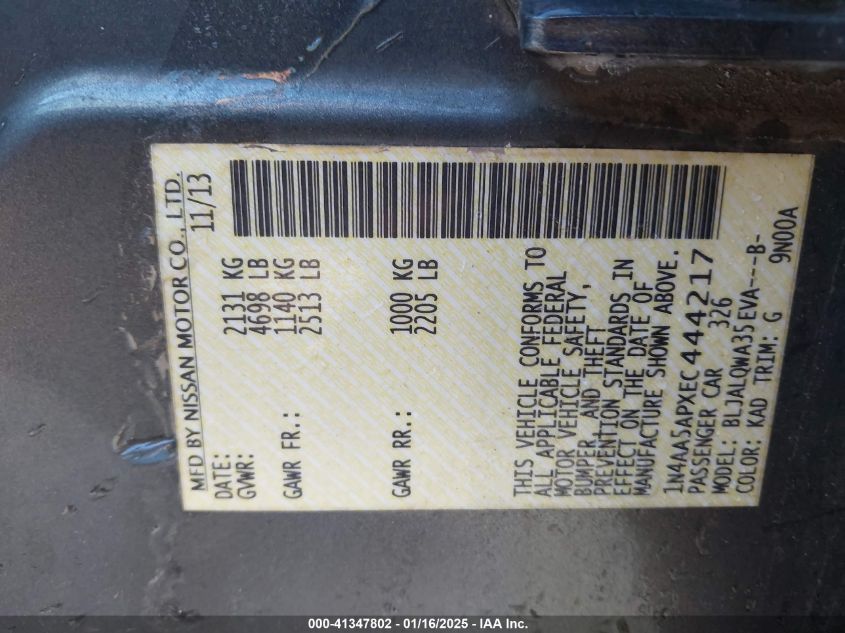 MFD BY NISSAN MOTOR CO., LTD.
DATE: 11/13
GVWR: 2131 KG
4698 LB
GAWR FR.: 1140 KG
2513 LB
GAWR RR.: 1000 KG
2205 LB
THIS VEHICLE CONFORMS TO
ALL APPLICABLE FEDERAL
MOTOR VEHICLE SAFETY,
BUMPER, AND THEFT
PREVENTION STANDARDS IN
EFFECT ON THE DATE OF
MANUFACTURE SHOWN ABOVE.
1N4AA5APXEC444217
PASSENGER CAR 326
MODEL: BLJALQWA35EVA---B-
COLOR: KAD TRIM: G 9N00A
000-41347802 - 01/16/2025 - IAA Inc.